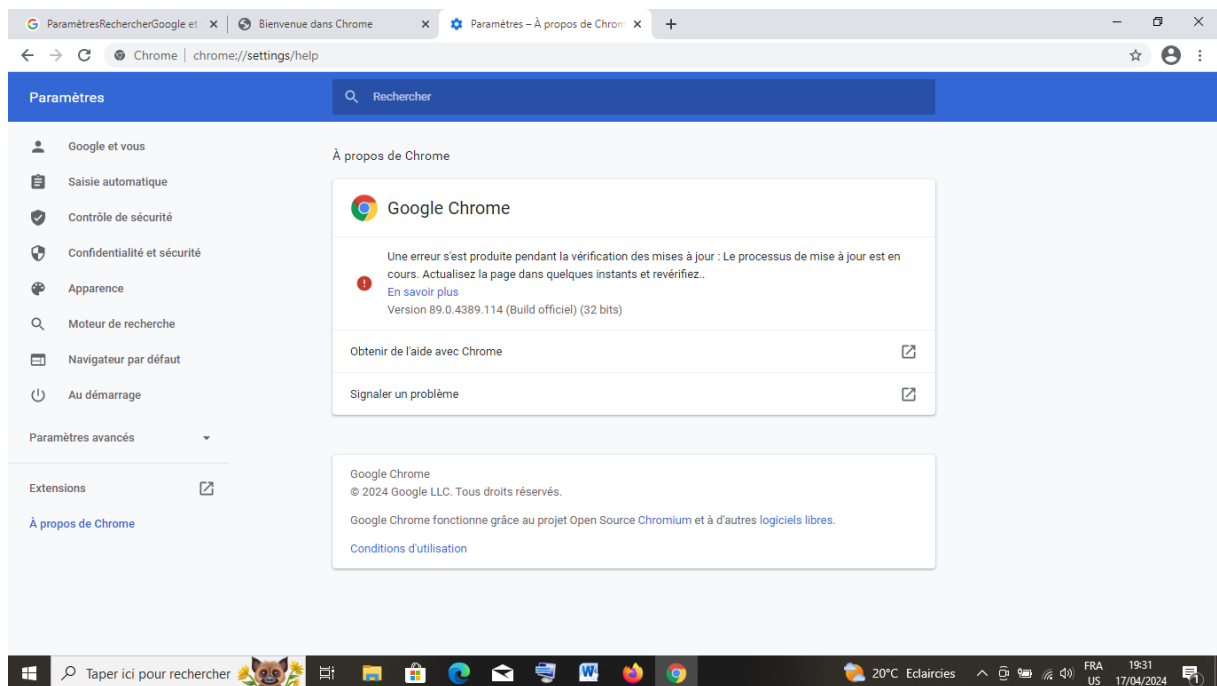 ParamètresRechercherGoogle et
Bienvenue dans Chrome
Paramètres – À propos de Chrom
Chrome | chrome://settings/help
Paramètres
Rechercher
Google et vous
Saisie automatique
Contrôle de sécurité
Confidentialité et sécurité
Apparence
Moteur de recherche
Navigateur par défaut
Au démarrage
Paramètres avancés
Extensions
À propos de Chrome
À propos de Chrome
Google Chrome
Une erreur s'est produite pendant la vérification des mises à jour : Le processus de mise à jour est en
cours. Actualisez la page dans quelques instants et revérifiez..
En savoir plus
Version 89.0.4389.114 (Build officiel) (32 bits)
Obtenir de l'aide avec Chrome
Signaler un problème
Google Chrome
© 2024 Google LLC. Tous droits réservés.
Google Chrome fonctionne grâce au projet Open Source Chromium et à d'autres logiciels libres.
Conditions d'utilisation
Taper ici pour rechercher
20°C Eclaircies
FRA
US
19:31
17/04/2024
1